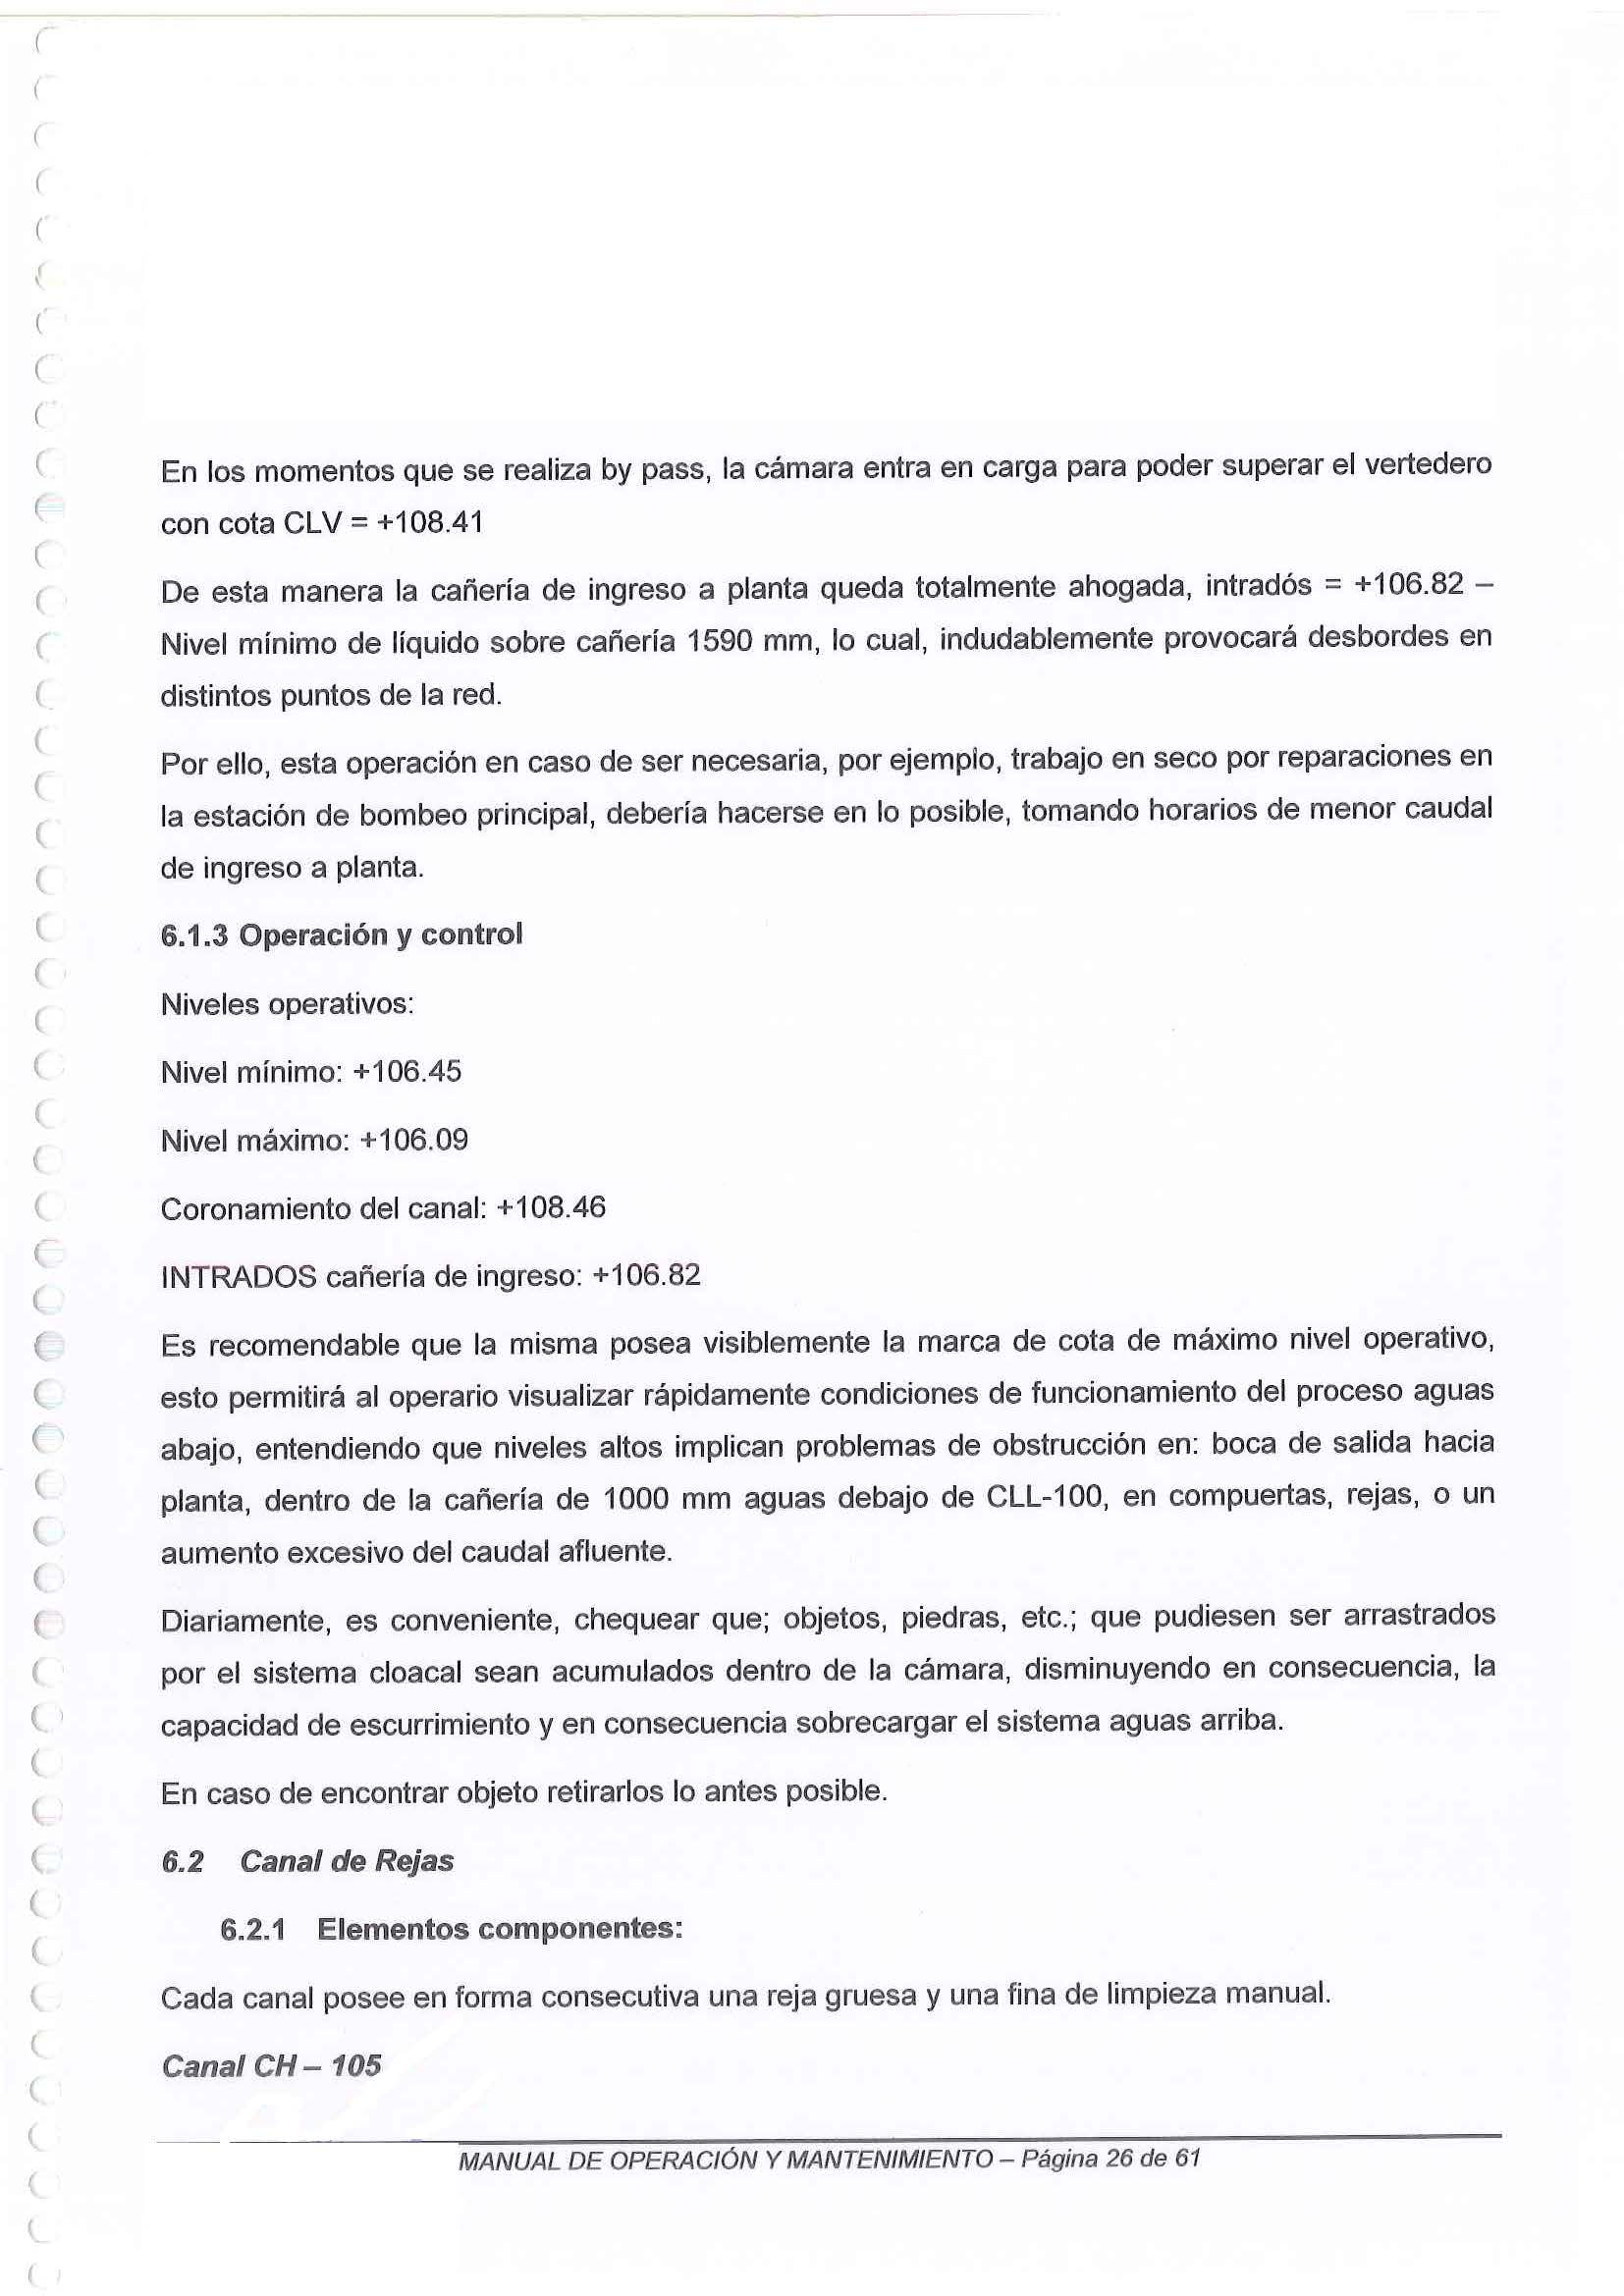 En los momentos que se realiza by pass, la cámara entra en carga para poder superar el vertedero
con cota CLV = +108.41
De esta manera la cañería de ingreso a planta queda totalmente ahogada, intradós = +106.82 –
Nivel mínimo de líquido sobre cañería 1590 mm, lo cual, indudablemente provocará desbordes en
distintos puntos de la red.
Por ello, esta operación en caso de ser necesaria, por ejemplo, trabajo en seco por reparaciones en
la estación de bombeo principal, debería hacerse en lo posible, tomando horarios de menor caudal
de ingreso a planta.
6.1.3 Operación y control
Niveles operativos:
Nivel mínimo: +106.45
Nivel máximo: +106.09
Coronamiento del canal: +108.46
INTRADOS cañería de ingreso: +106.82
Es recomendable que la misma posea visiblemente la marca de cota de máximo nivel operativo,
esto permitirá al operario visualizar rápidamente condiciones de funcionamiento del proceso aguas
abajo, entendiendo que niveles altos implican problemas de obstrucción en: boca de salida hacia
planta, dentro de la cañería de 1000 mm aguas debajo de CLL-100, en compuertas, rejas, o un
aumento excesivo del caudal afluente.
Diariamente, es conveniente, chequear que; objetos, piedras, etc.; que pudiesen ser arrastrados
por el sistema cloacal sean acumulados dentro de la cámara, disminuyendo en consecuencia, la
capacidad de escurrimiento y en consecuencia sobrecargar el sistema aguas arriba.
En caso de encontrar objeto retirarlos lo antes posible.
6.2 Canal de Rejas
6.2.1 Elementos componentes:
Cada canal posee en forma consecutiva una reja gruesa y una fina de limpieza manual.
Canal CH – 105
MANUAL DE OPERACIÓN Y MANTENIMIENTO – Página 26 de 61